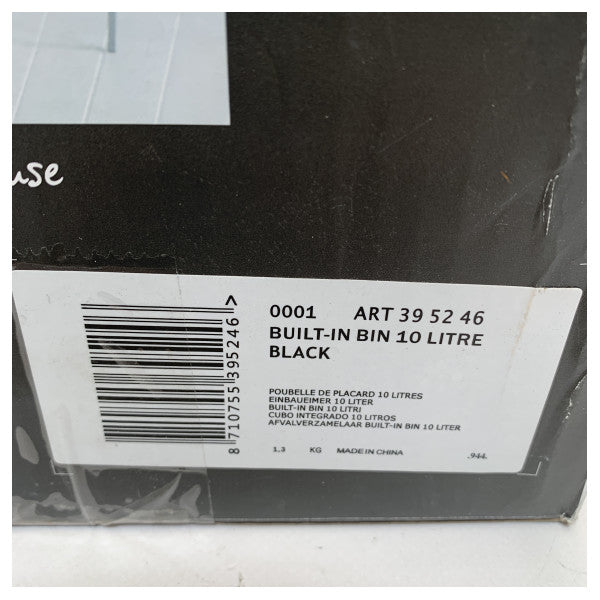 0001 ART 39 52 46
BUILT-IN BIN 10 LITRE
BLACK
POUBELLE DE PLACARD 10 LITRES
EINBAUEIMER 10 LITER
BUILT-IN BIN 10 LITRI
CUBO INTEGRADO 10 LITROS
AFVALVERZAMELAAR BUILT-IN BIN 10 LITER
1,3 KG MADE IN CHINA .944.
8 710755 395246 >